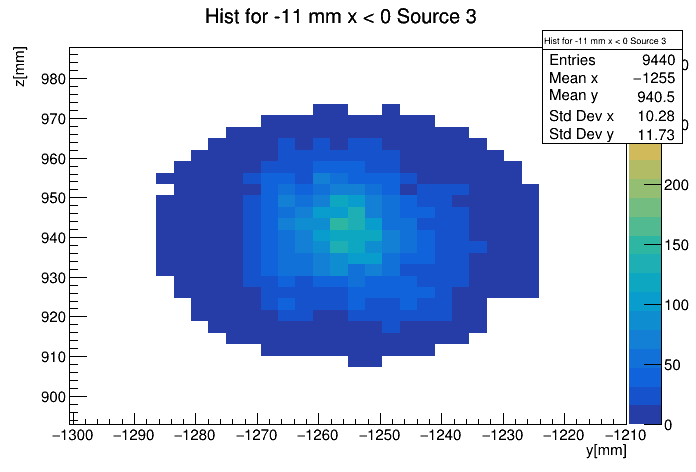 Hist for -11 mm x < 0 Source 3
z[mm]
Hist for -11 mm x < 0 Source 3
Entries 9440
Mean x −1255
Mean y 940.5
Std Dev x 10.28
Std Dev y 11.73
980
970
960
950
940
930
920
910
900
0
0
200
150
100
50
0
−1300 −1290 −1280 −1270 −1260 −1250 −1240 −1230 −1220 −1210
y[mm]